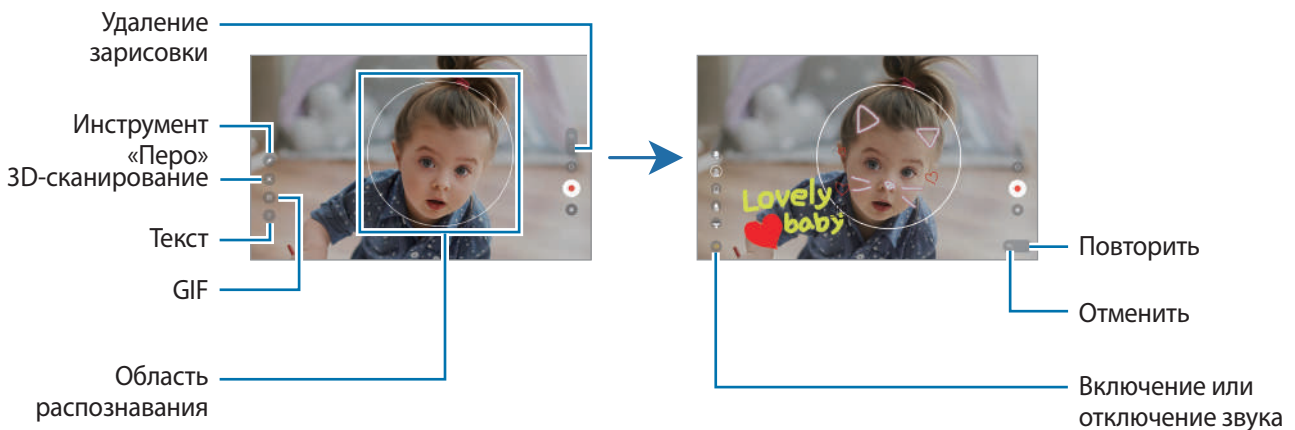 Удаление
зарисовки
Инструмент
«Перо»
3D-сканирование
Текст
GIF
Область
распознавания
Lovely
baby
Повторить
Отменить
Включение или
отключение звука